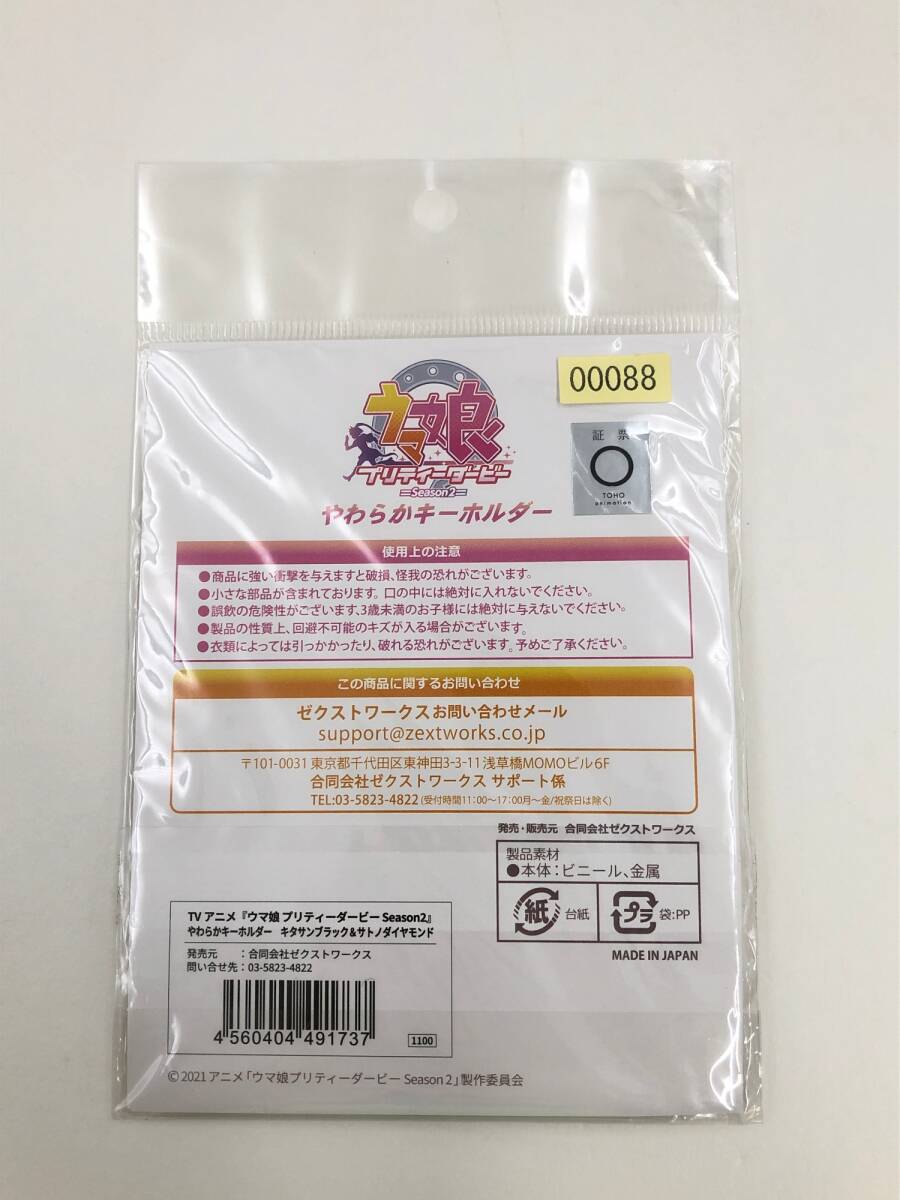 00088
ウマ娘
プリティーダービー
Season2
証票
TOHO
animation
やわらかキーホルダー
使用上の注意
●商品に強い衝撃を与えますと破損、怪我の恐れがございます。
●小さな部品が含まれております。口の中には絶対に入れないでください。
●誤飲の危険性がございます、3歳未満のお子様には絶対に与えないでください。
●製品の性質上、回避不可能のキズが入る場合がございます。
●衣類によっては引っかかったり、破れる恐れがございます。予めご了承ください。
この商品に関するお問い合わせ
ゼクストワークスお問い合わせメール
support@zextworks.co.jp
〒101-0031 東京都千代田区東神田3-3-11 浅草橋MOMOビル6F
合同会社ゼクストワークス サポート係
TEL:03-5823-4822 (受付時間11:00〜17:00月〜金/祝祭日は除く)
発売・販売元 合同会社ゼクストワークス
製品素材
●本体:ビニール、金属
紙 台紙
プラ 袋:PP
MADE IN JAPAN
TV アニメ『ウマ娘 プリティーダービー Season2』
やわらかキーホルダー キタサンブラック&サトノダイヤモンド
発売元 :合同会社ゼクストワークス
問い合せ先:03-5823-4822
4 560404 491737
1100
© 2021 アニメ「ウマ娘プリティーダービー Season 2」製作委員会